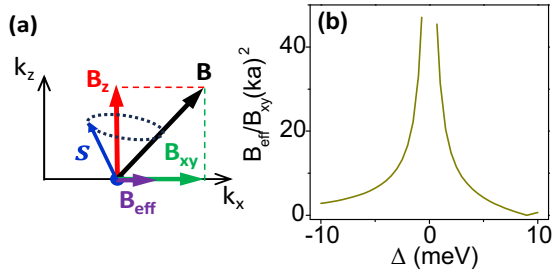 (a)
k_z
B_z
B
s
B_xy
B_eff
k_x
(b)
B_eff/B_xy(ka)^2
40
20
0
-10
0
10
Δ (meV)